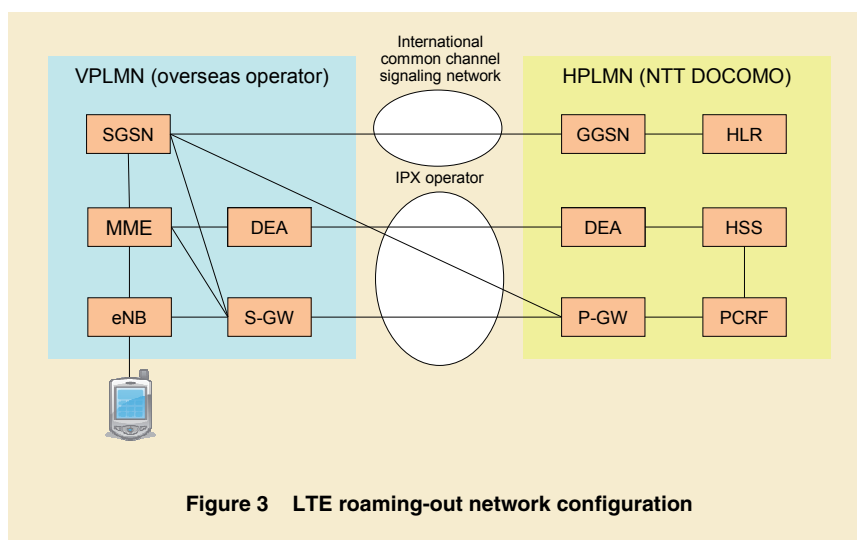 International
common channel
signaling network
VPLMN (overseas operator)
HPLMN (NTT DOCOMO)
SGSN
GGSN
HLR
IPX operator
MME
DEA
DEA
HSS
eNB
S-GW
P-GW
PCRF
Figure 3 LTE roaming-out network configuration